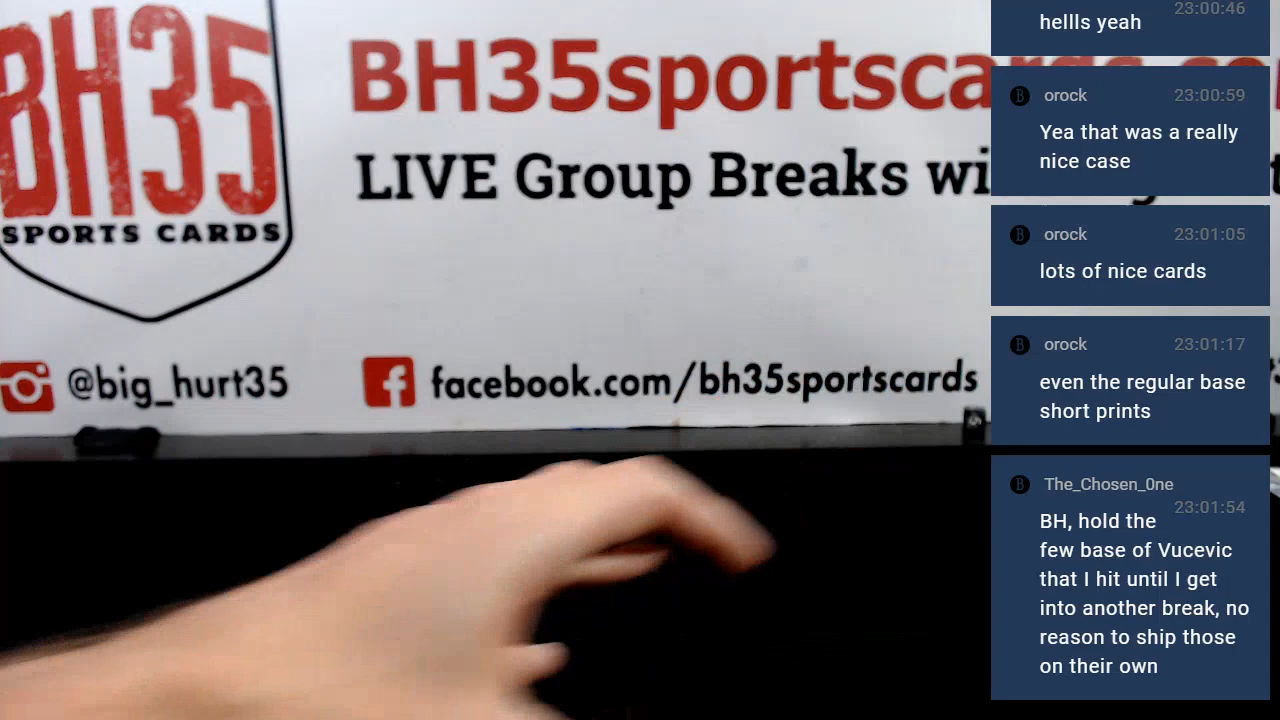 BH35
SPORTS CARDS
BH35sportsca
LIVE Group Breaks wi
@big_hurt35
facebook.com/bh35sportscards
23:00:46
hellls yeah
orock 23:00:59
Yea that was a really
nice case
orock 23:01:05
lots of nice cards
orock 23:01:17
even the regular base
short prints
The_Chosen_0ne
23:01:54
BH, hold the
few base of Vucevic
that I hit until I get
into another break, no
reason to ship those
on their own